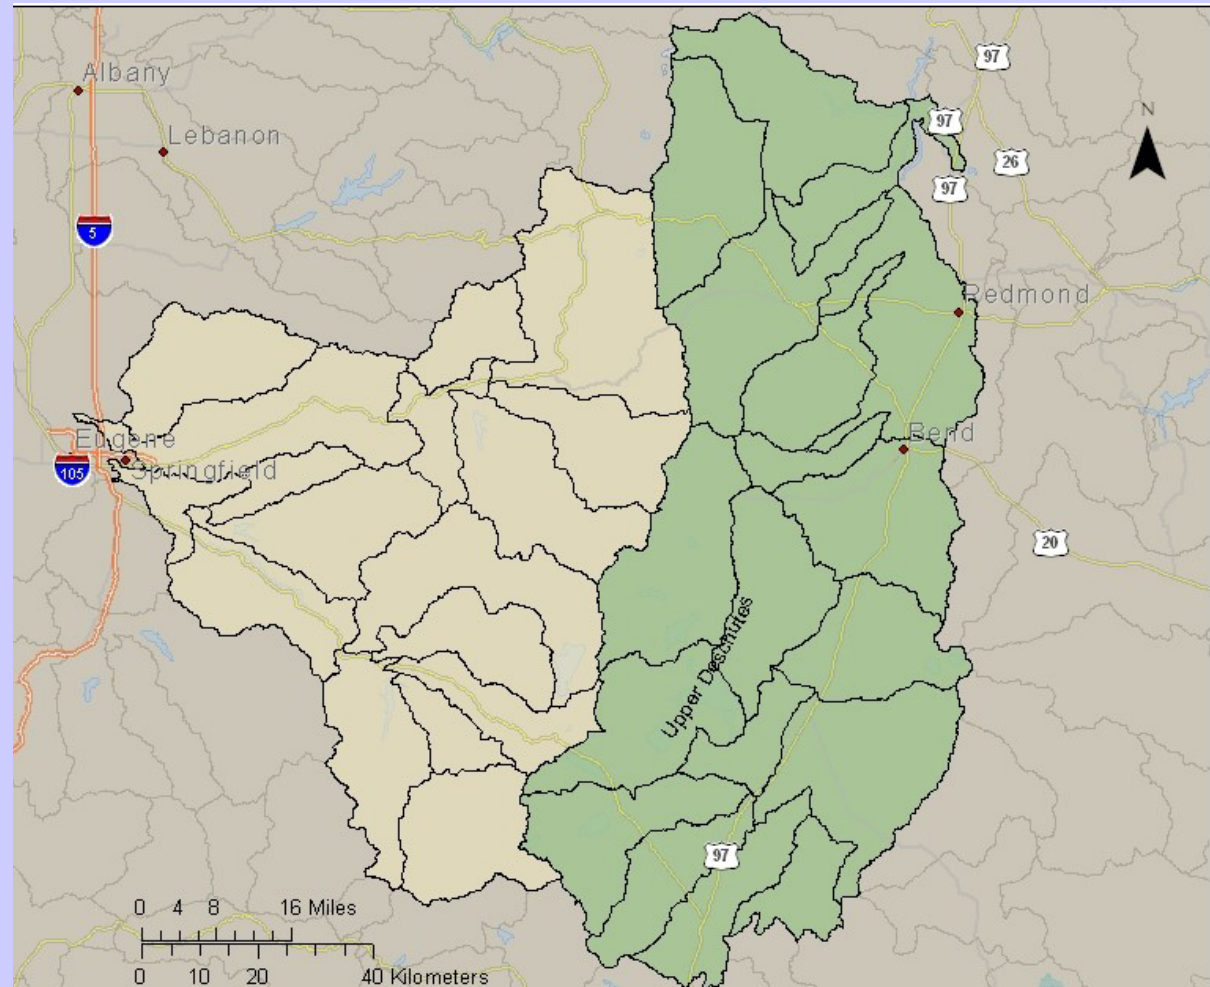 97
Albany
N
97
Lebanon
26
97
5
Redmond
Bend
Eugene
Springfield
105
20
Upper Deschutes
97
0 4 8 16 Miles
0 10 20 40 Kilometers